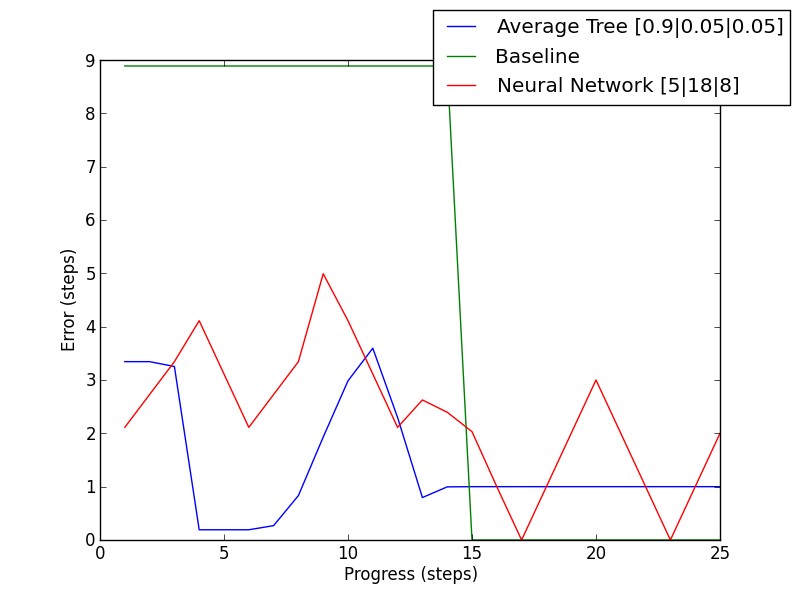 Average Tree [0.9|0.05|0.05]
Baseline
Neural Network [5|18|8]
9
8
7
6
5
4
3
2
1
0
Error (steps)
0 5 10 15 20 25
Progress (steps)